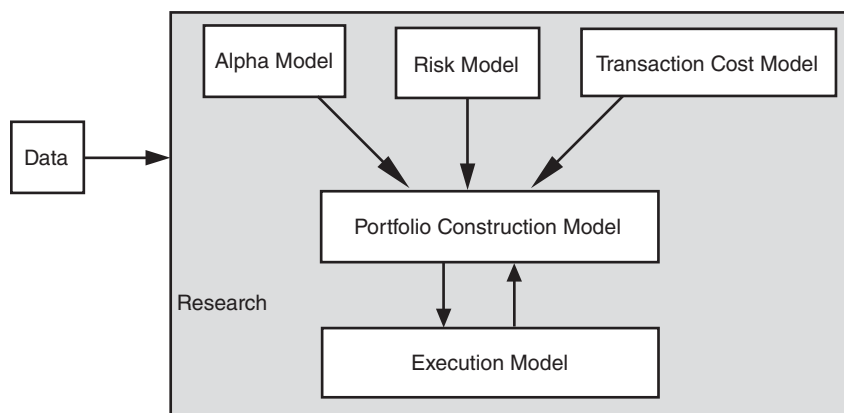 Alpha Model
Risk Model
Transaction Cost Model
Data
Portfolio Construction Model
Research
Execution Model